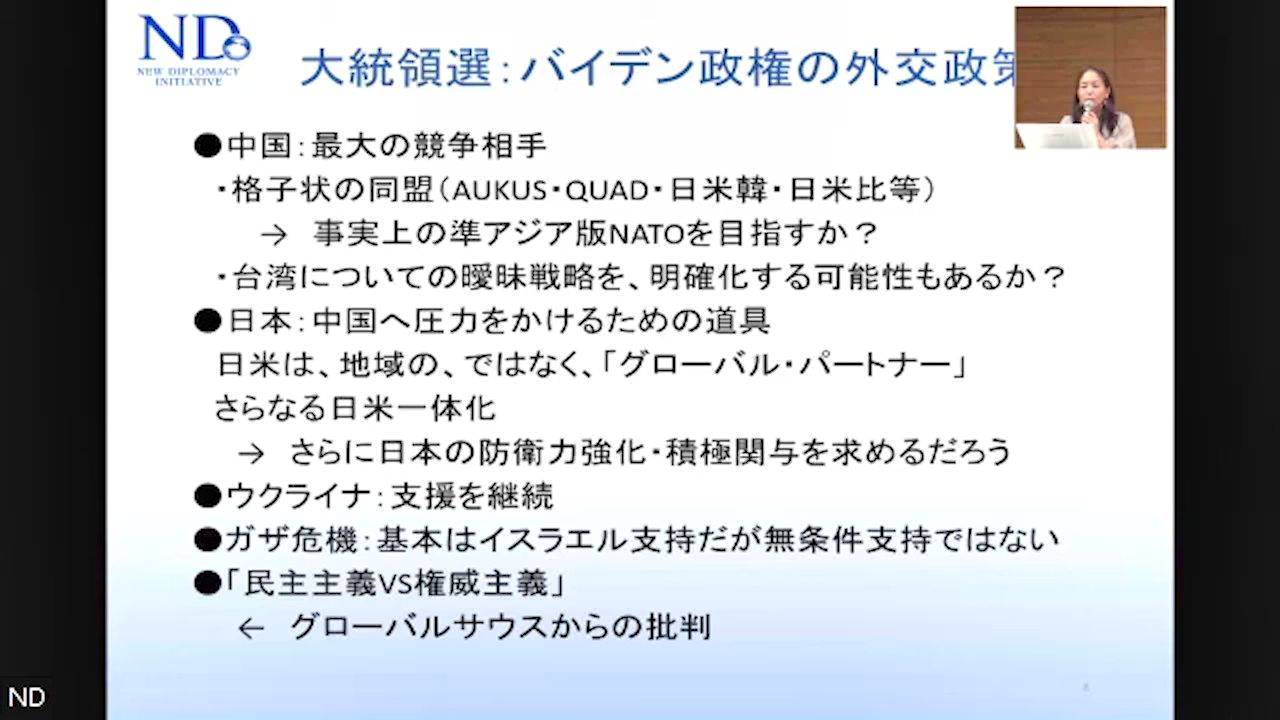 ND
NEW DIPLOMACY
INITIATIVE
大統領選：バイデン政権の外交政策
●中国：最大の競争相手
・格子状の同盟（AUKUS・QUAD・日米韓・日米比等）
→ 事実上の準アジア版NATOを目指すか？
・台湾についての曖昧戦略を、明確化する可能性もあるか？
●日本：中国へ圧力をかけるための道具
日米は、地域の、ではなく、「グローバル・パートナー」
さらなる日米一体化
→ さらに日本の防衛力強化・積極関与を求めるだろう
●ウクライナ：支援を継続
●ガザ危機：基本はイスラエル支持だが無条件支持ではない
●「民主主義VS権威主義」
← グローバルサウスからの批判
ND